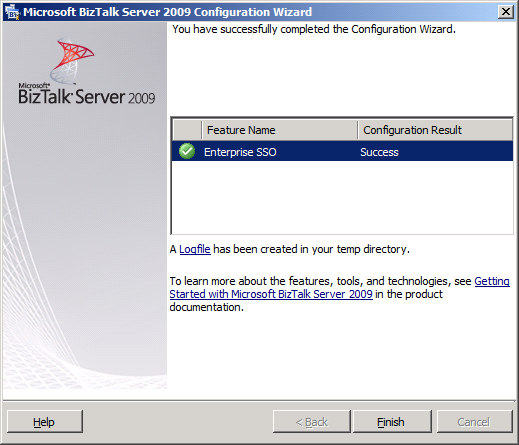 Microsoft BizTalk Server 2009 Configuration Wizard
You have successfully completed the Configuration Wizard.
Microsoft®
BizTalk® Server 2009
Feature Name Configuration Result
Enterprise SSO Success
A Logfile has been created in your temp directory.
To learn more about the features, tools, and technologies, see Getting
Started with Microsoft BizTalk Server 2009 in the product
documentation.
Help < Back Finish Cancel